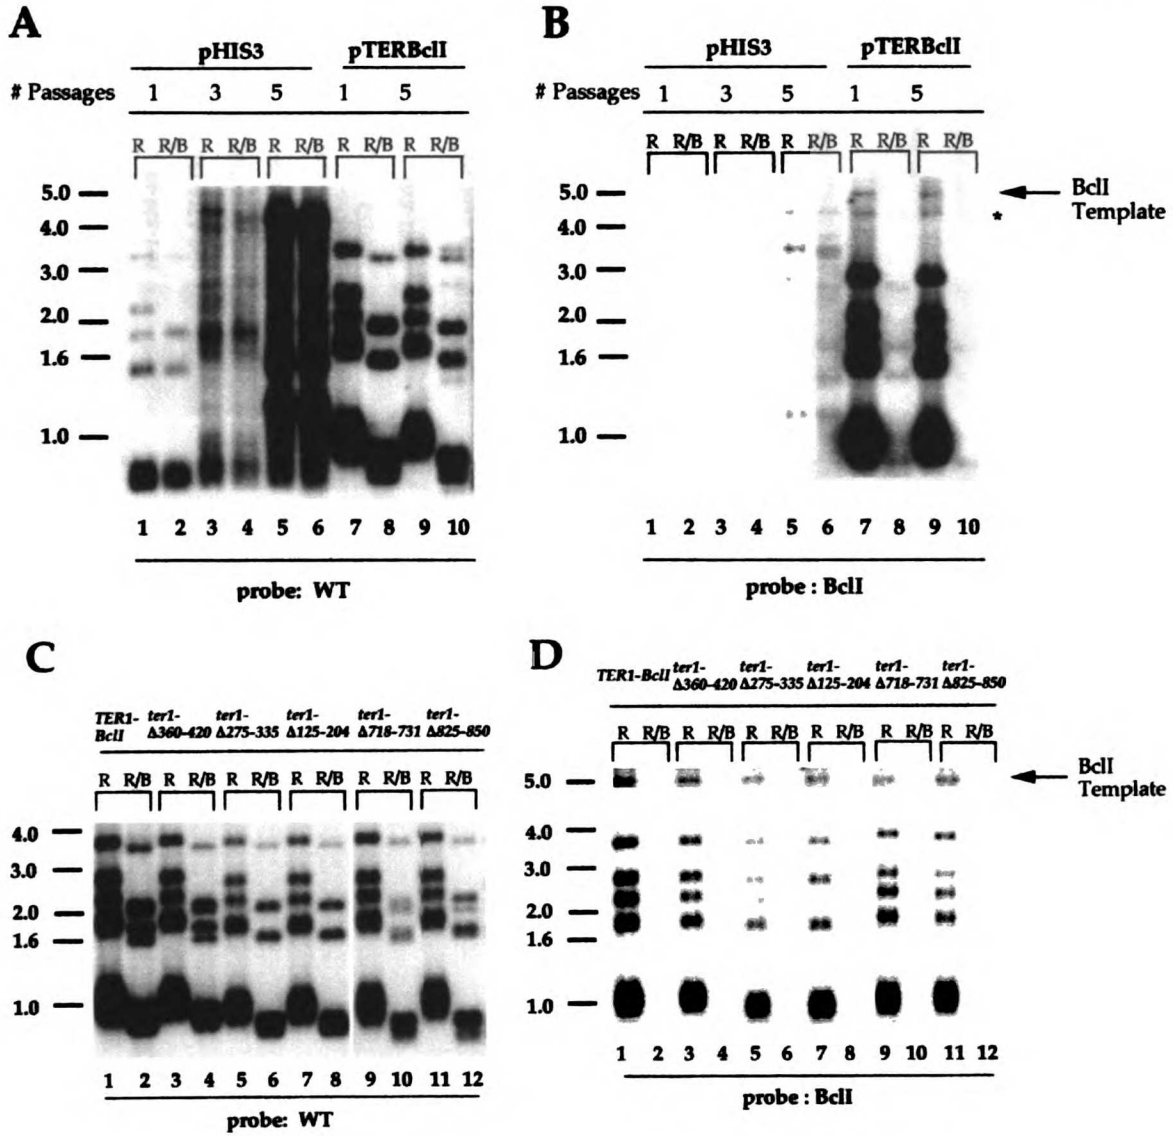 A
pHIS3 pTERBclI
# Passages 1 3 5 1 5
R R/B R R/B R R/B R R/B R R/B
5.0
4.0
3.0
2.0
1.6
1.0
1 2 3 4 5 6 7 8 9 10
probe: WT
B
pHIS3 pTERBclI
# Passages 1 3 5 1 5
R R/B R R/B R R/B R R/B R R/B
5.0
4.0
3.0
2.0
1.6
1.0
BclI
Template
*
1 2 3 4 5 6 7 8 9 10
probe : BclI
C
TER1- ter1- ter1- ter1- ter1- ter1-
BclI Δ360-420 Δ275-335 Δ125-204 Δ718-731 Δ825-850
R R/B R R/B R R/B R R/B R R/B R R/B
4.0
3.0
2.0
1.6
1.0
1 2 3 4 5 6 7 8 9 10 11 12
probe: WT
D
ter1- ter1- ter1- ter1- ter1-
TER1-BclI Δ360-420 Δ275-335 Δ125-204 Δ718-731 Δ825-850
R R/B R R/B R R/B R R/B R R/B R R/B
5.0
4.0
3.0
2.0
1.6
1.0
BclI
Template
1 2 3 4 5 6 7 8 9 10 11 12
probe : BclI